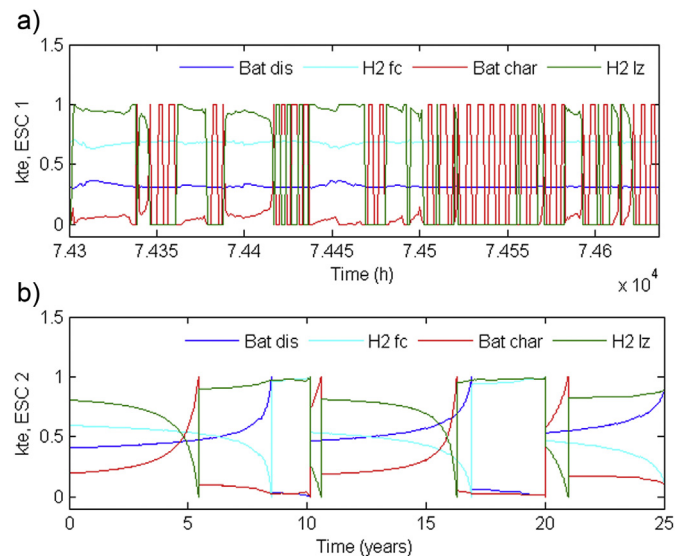 a)
1.5
Bat dis H2 fc Bat char H2 lz
1
0.5
0
kte, ESC 1
7.43 7.435 7.44 7.445 7.45 7.455 7.46
Time (h)
x 10^4
b)
1.5
Bat dis H2 fc Bat char H2 lz
1
0.5
0
kte, ESC 2
0 5 10 15 20 25
Time (years)